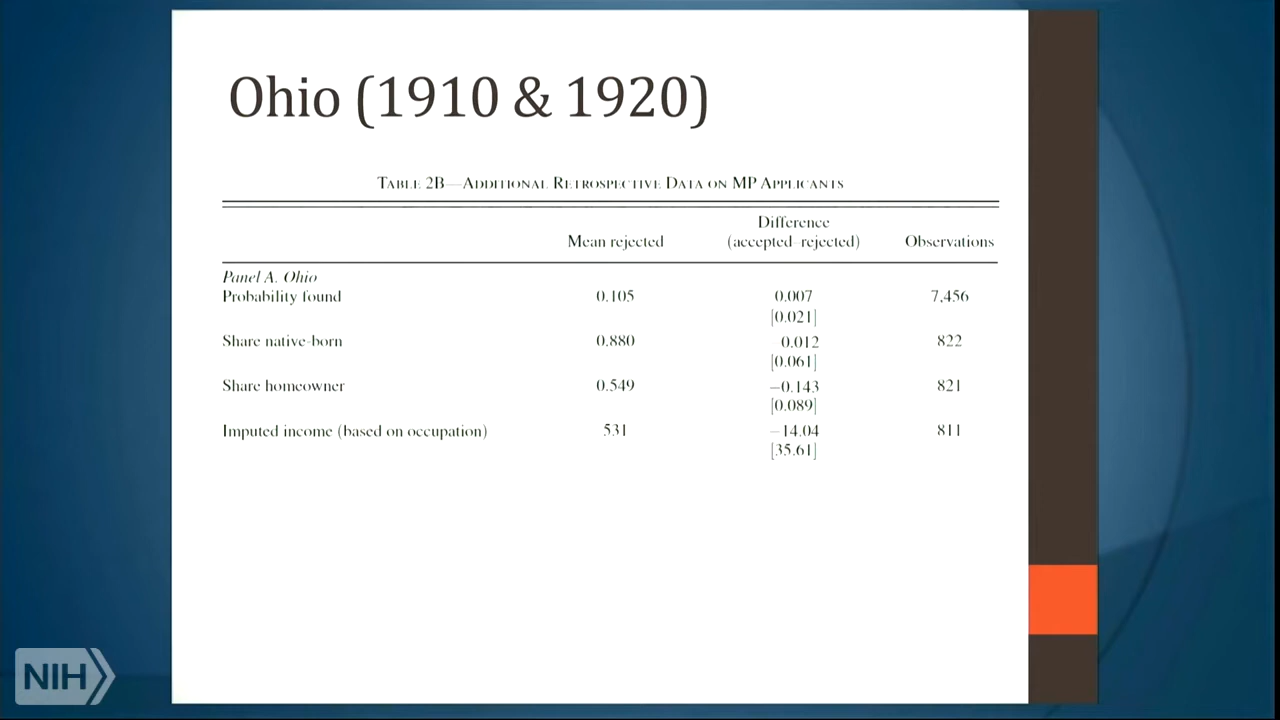 Ohio (1910 & 1920)
TABLE 2B—ADDITIONAL RETROSPECTIVE DATA ON MP APPLICANTS
Difference
Mean rejected (accepted–rejected) Observations
Panel A. Ohio
Probability found 0.105 0.007 7,456
[0.021]
Share native-born 0.880 −0.012 822
[0.061]
Share homeowner 0.549 −0.143 821
[0.089]
Imputed income (based on occupation) 531 −14.04 811
[35.61]
NIH